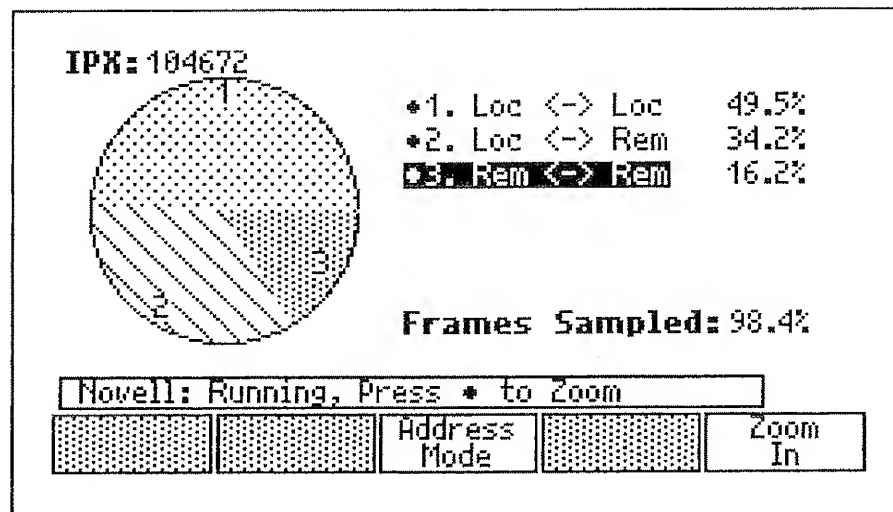 IPX: 104672
1
2
3
•1. Loc <-> Loc 49.5%
•2. Loc <-> Rem 34.2%
•3. Rem <-> Rem 16.2%
Frames Sampled: 98.4%
Novell: Running, Press • to Zoom
Address Mode
Zoom In